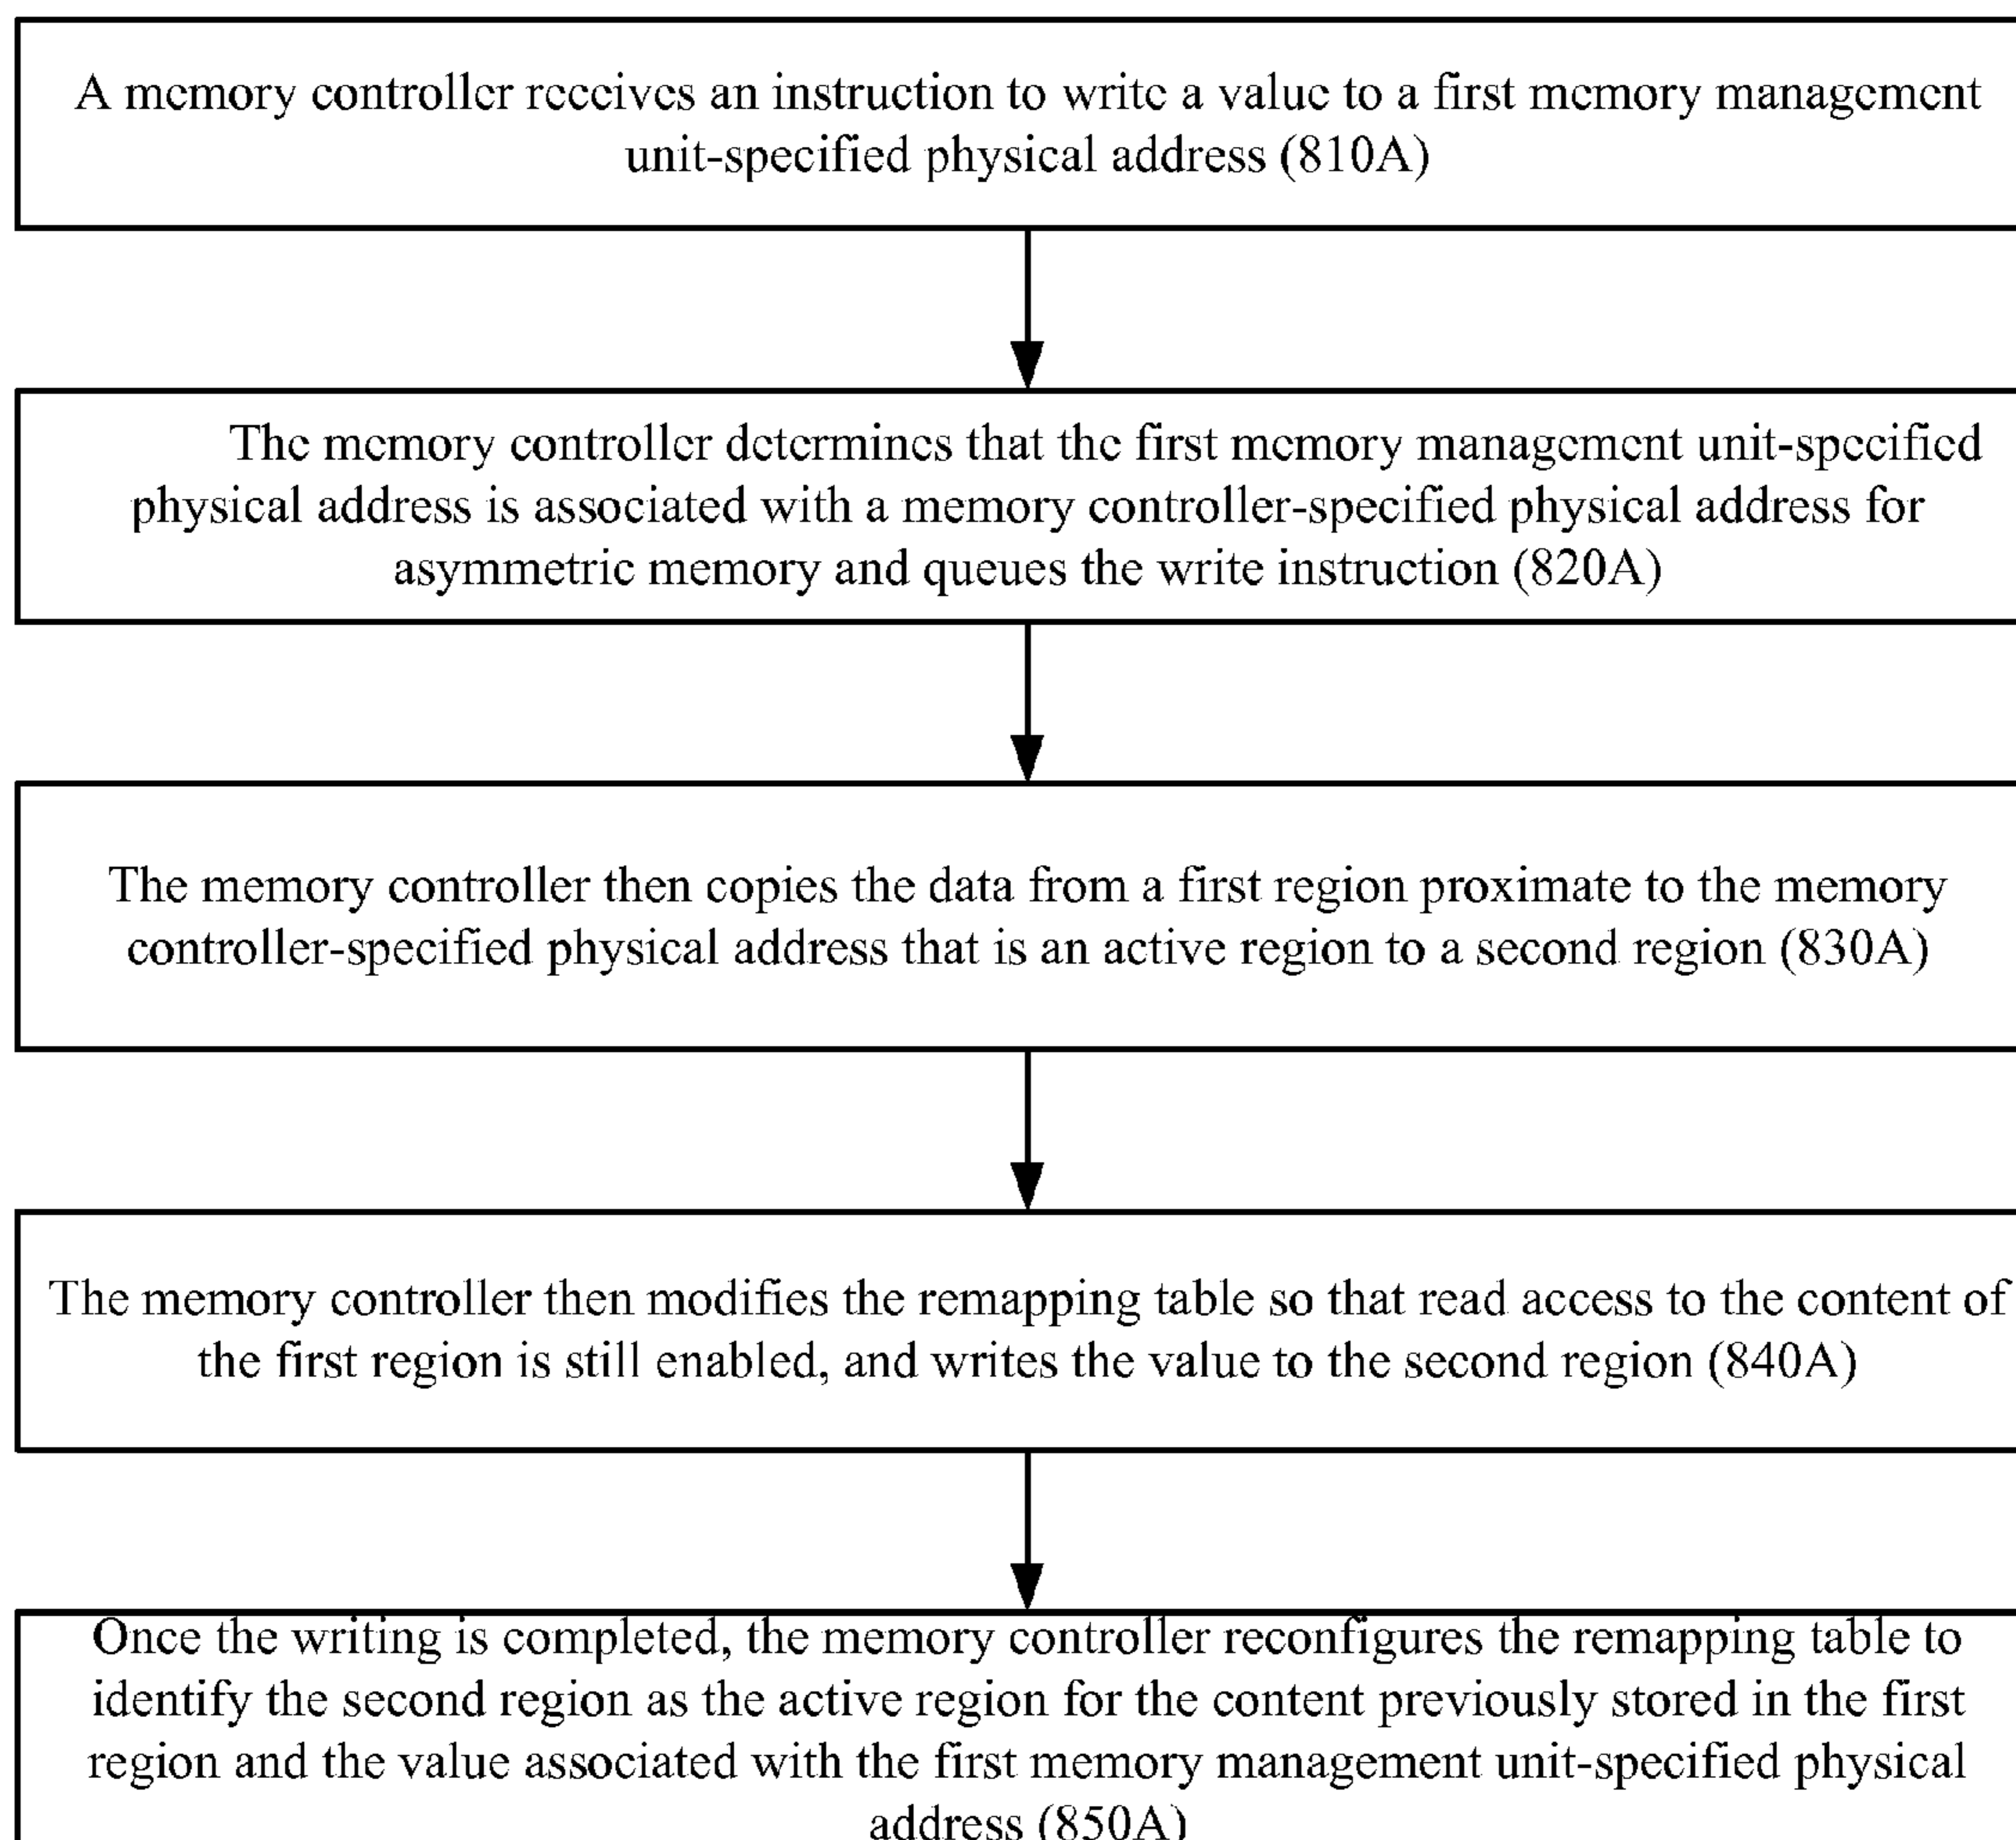 A memory controller receives an instruction to write a value to a first memory management
unit-specified physical address (810A)
The memory controller determines that the first memory management unit-specified
physical address is associated with a memory controller-specified physical address for
asymmetric memory and queues the write instruction (820A)
The memory controller then copies the data from a first region proximate to the memory
controller-specified physical address that is an active region to a second region (830A)
The memory controller then modifies the remapping table so that read access to the content of
the first region is still enabled, and writes the value to the second region (840A)
Once the writing is completed, the memory controller reconfigures the remapping table to
identify the second region as the active region for the content previously stored in the first
region and the value associated with the first memory management unit-specified physical
address (850A)